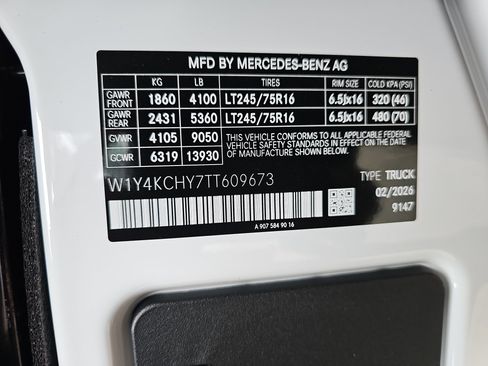 MFD BY MERCEDES-BENZ AG
KG LB TIRES RIM SIZE COLD KPA (PSI)
GAWR FRONT 1860 4100 LT245/75R16 6.5Jx16 320 (46)
GAWR REAR 2431 5360 LT245/75R16 6.5Jx16 480 (70)
GVWR 4105 9050 THIS VEHICLE CONFORMS TO ALL APPLICABLE FEDERAL
GCWR 6319 13930 VEHICLE SAFETY STANDARDS IN EFFECT ON THE DATE
OF MANUFACTURE SHOWN BELOW.
W1Y4KCHY7TT609673
TYPE TRUCK
02/2026
9147
A 907 584 90 16